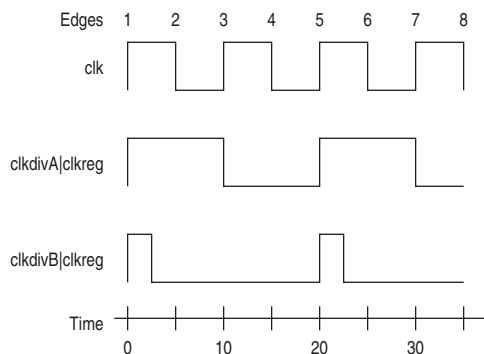 Edges 1 2 3 4 5 6 7 8
clk
clkdivA|clkreg
clkdivB|clkreg
Time
0 10 20 30